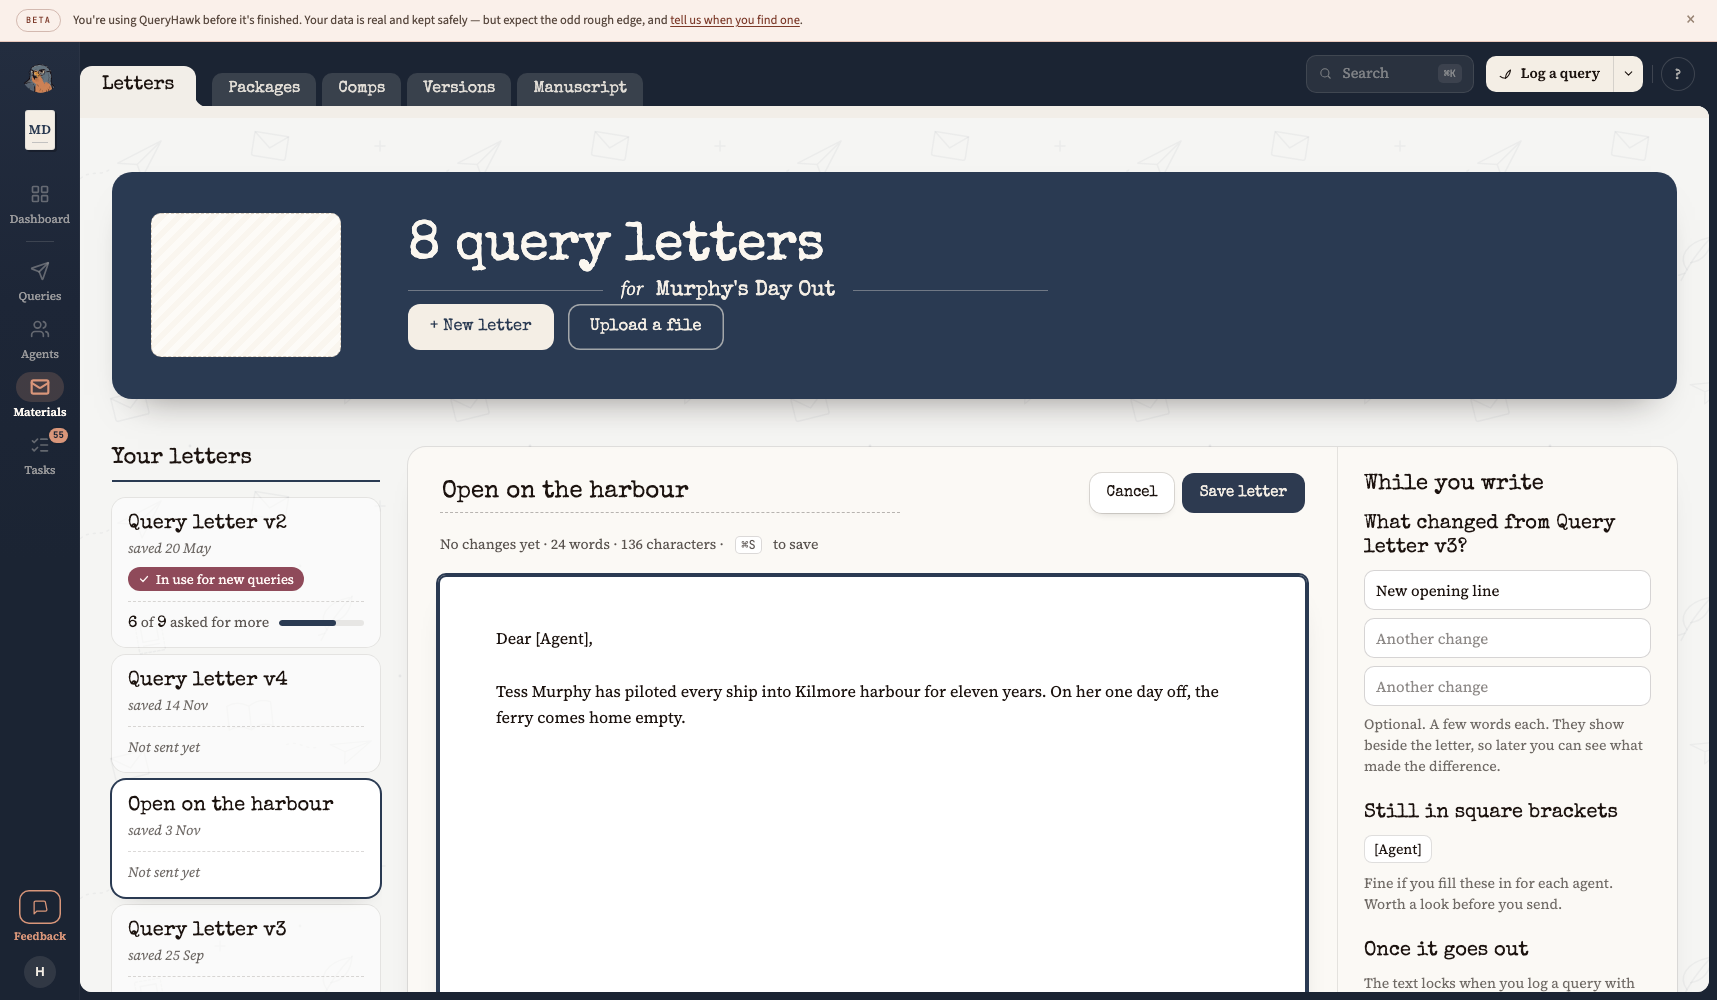 BETA
You're using QueryHawk before it's finished. Your data is real and kept safely — but expect the odd rough edge, and tell us when you find one.
×
Letters
Packages
Comps
Versions
Manuscript
Search
⌘K
Log a query
?
MD
Dashboard
Queries
Agents
Materials
55
Tasks
Feedback
H
8 query letters
for Murphy's Day Out
+ New letter
Upload a file
Your letters
Query letter v2
saved 20 May
✓ In use for new queries
6 of 9 asked for more
Query letter v4
saved 14 Nov
Not sent yet
Open on the harbour
saved 3 Nov
Not sent yet
Query letter v3
saved 25 Sep
Open on the harbour
Cancel
Save letter
No changes yet · 24 words · 136 characters · ⌘S to save
Dear [Agent],
Tess Murphy has piloted every ship into Kilmore harbour for eleven years. On her one day off, the
ferry comes home empty.
While you write
What changed from Query
letter v3?
New opening line
Another change
Another change
Optional. A few words each. They show
beside the letter, so later you can see what
made the difference.
Still in square brackets
[Agent]
Fine if you fill these in for each agent.
Worth a look before you send.
Once it goes out
The text locks when you log a query with